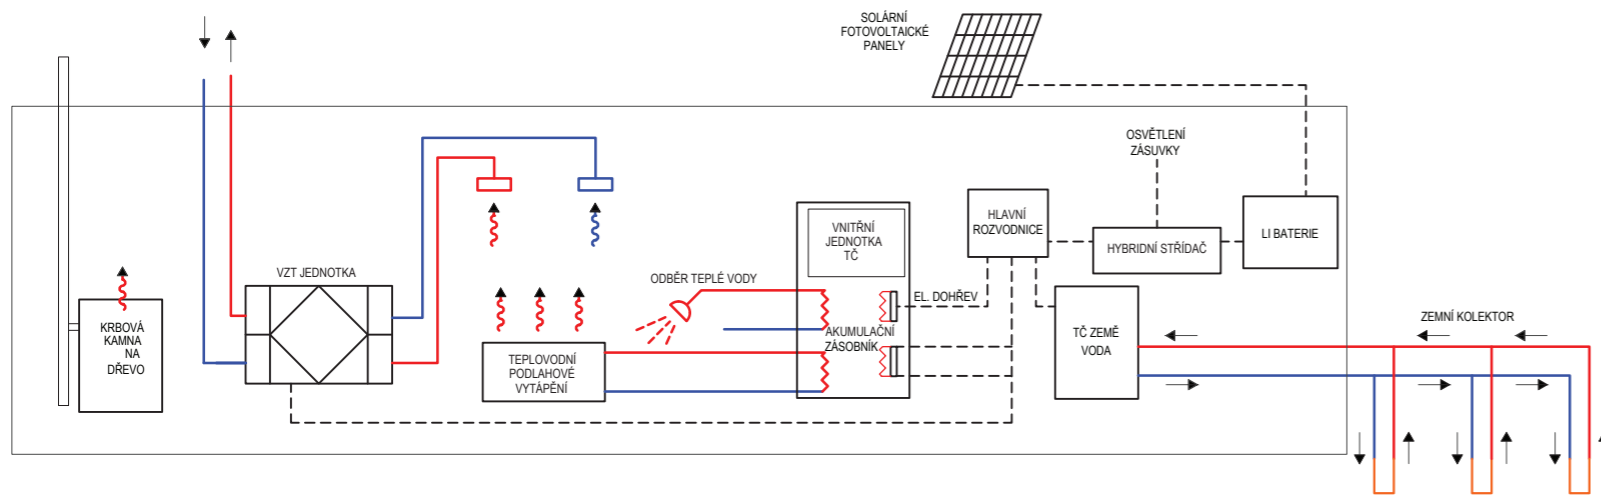 SOLÁRNÍ
FOTOVOLTAICKÉ
PANELY
OSVĚTLENÍ
ZÁSUVKY
HLAVNÍ
ROZVODNICE
HYBRIDNÍ STŘÍDAČ
LI BATERIE
VNITŘNÍ
JEDNOTKA
TČ
VZT JEDNOTKA
ODBĚR TEPLÉ VODY
EL. DOHŘEV
KRBOVÁ
KAMNA
NA
DŘEVO
TEPLOVODNÍ
PODLAHOVÉ
VYTÁPĚNÍ
AKUMULAČNÍ
ZÁSOBNÍK
TČ ZEMĚ
VODA
ZEMNÍ KOLEKTOR